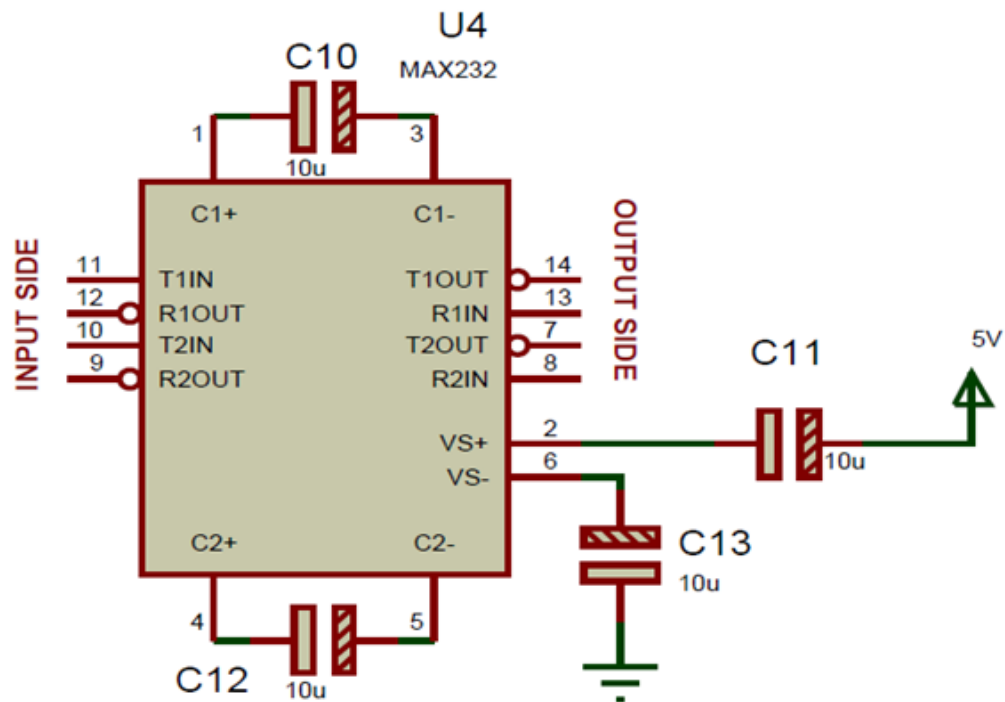 U4
MAX232
C10
10u
1
3
C1+
C1-
INPUT SIDE
OUTPUT SIDE
11
T1IN
T1OUT
14
12
R1OUT
R1IN
13
10
T2IN
T2OUT
7
9
R2OUT
R2IN
8
C11
10u
5V
VS+
2
VS-
6
C13
10u
C2+
C2-
4
5
C12
10u